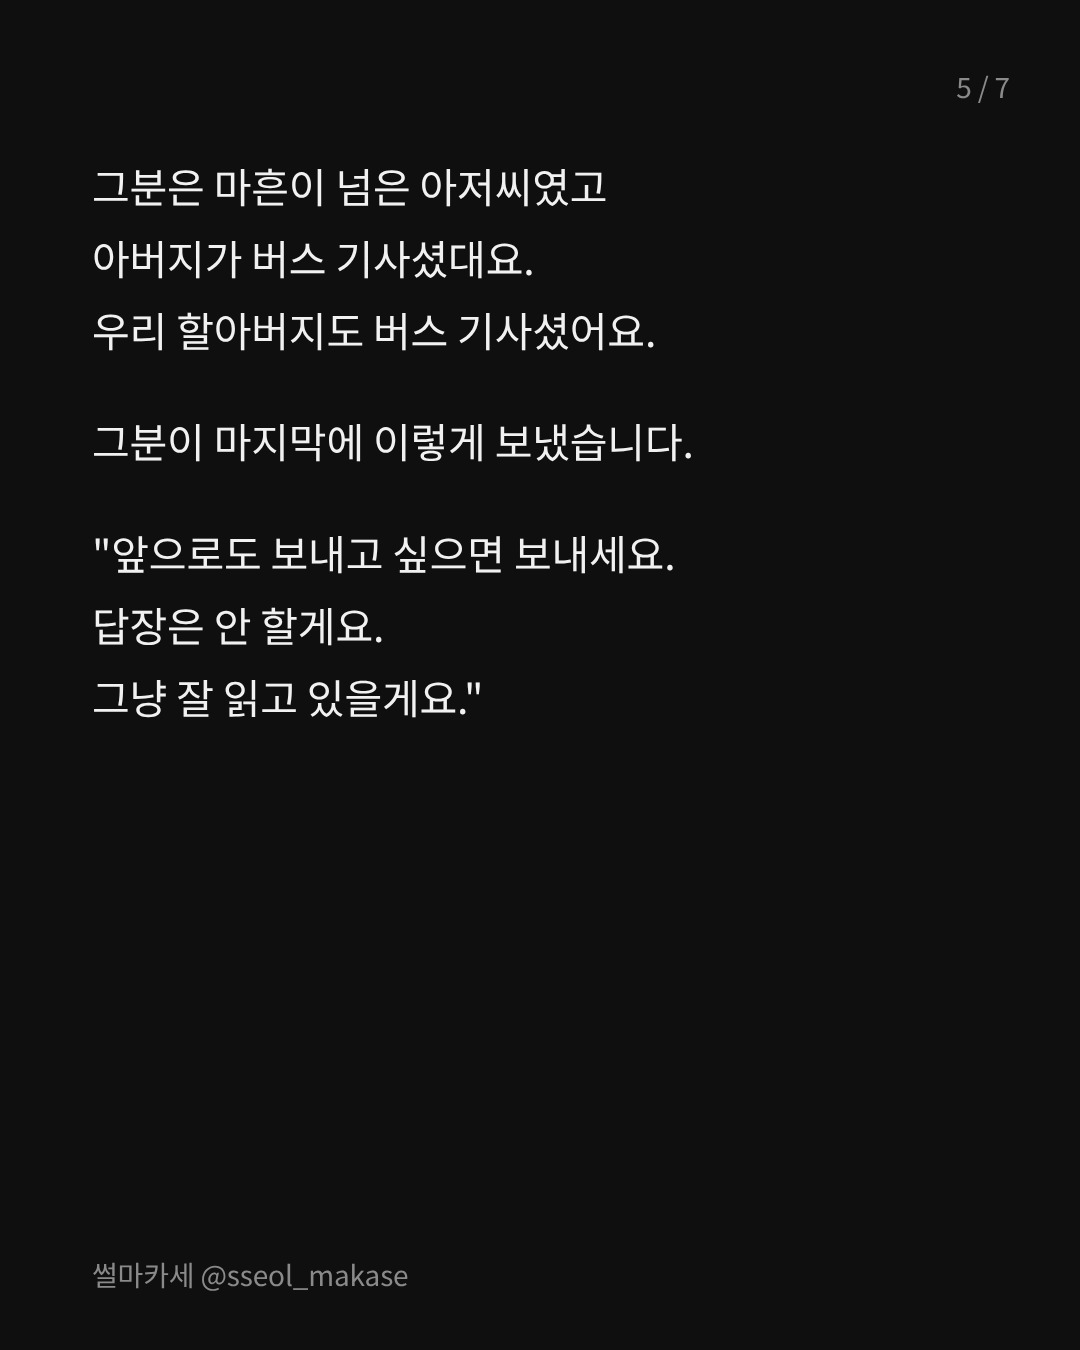 5 / 7
그분은 마흔이 넘은 아저씨였고
아버지가 버스 기사셨대요.
우리 할아버지도 버스 기사셨어요.
그분이 마지막에 이렇게 보냈습니다.
"앞으로도 보내고 싶으면 보내세요.
답장은 안 할게요.
그냥 잘 읽고 있을게요."
썰마카세 @sseol_makase